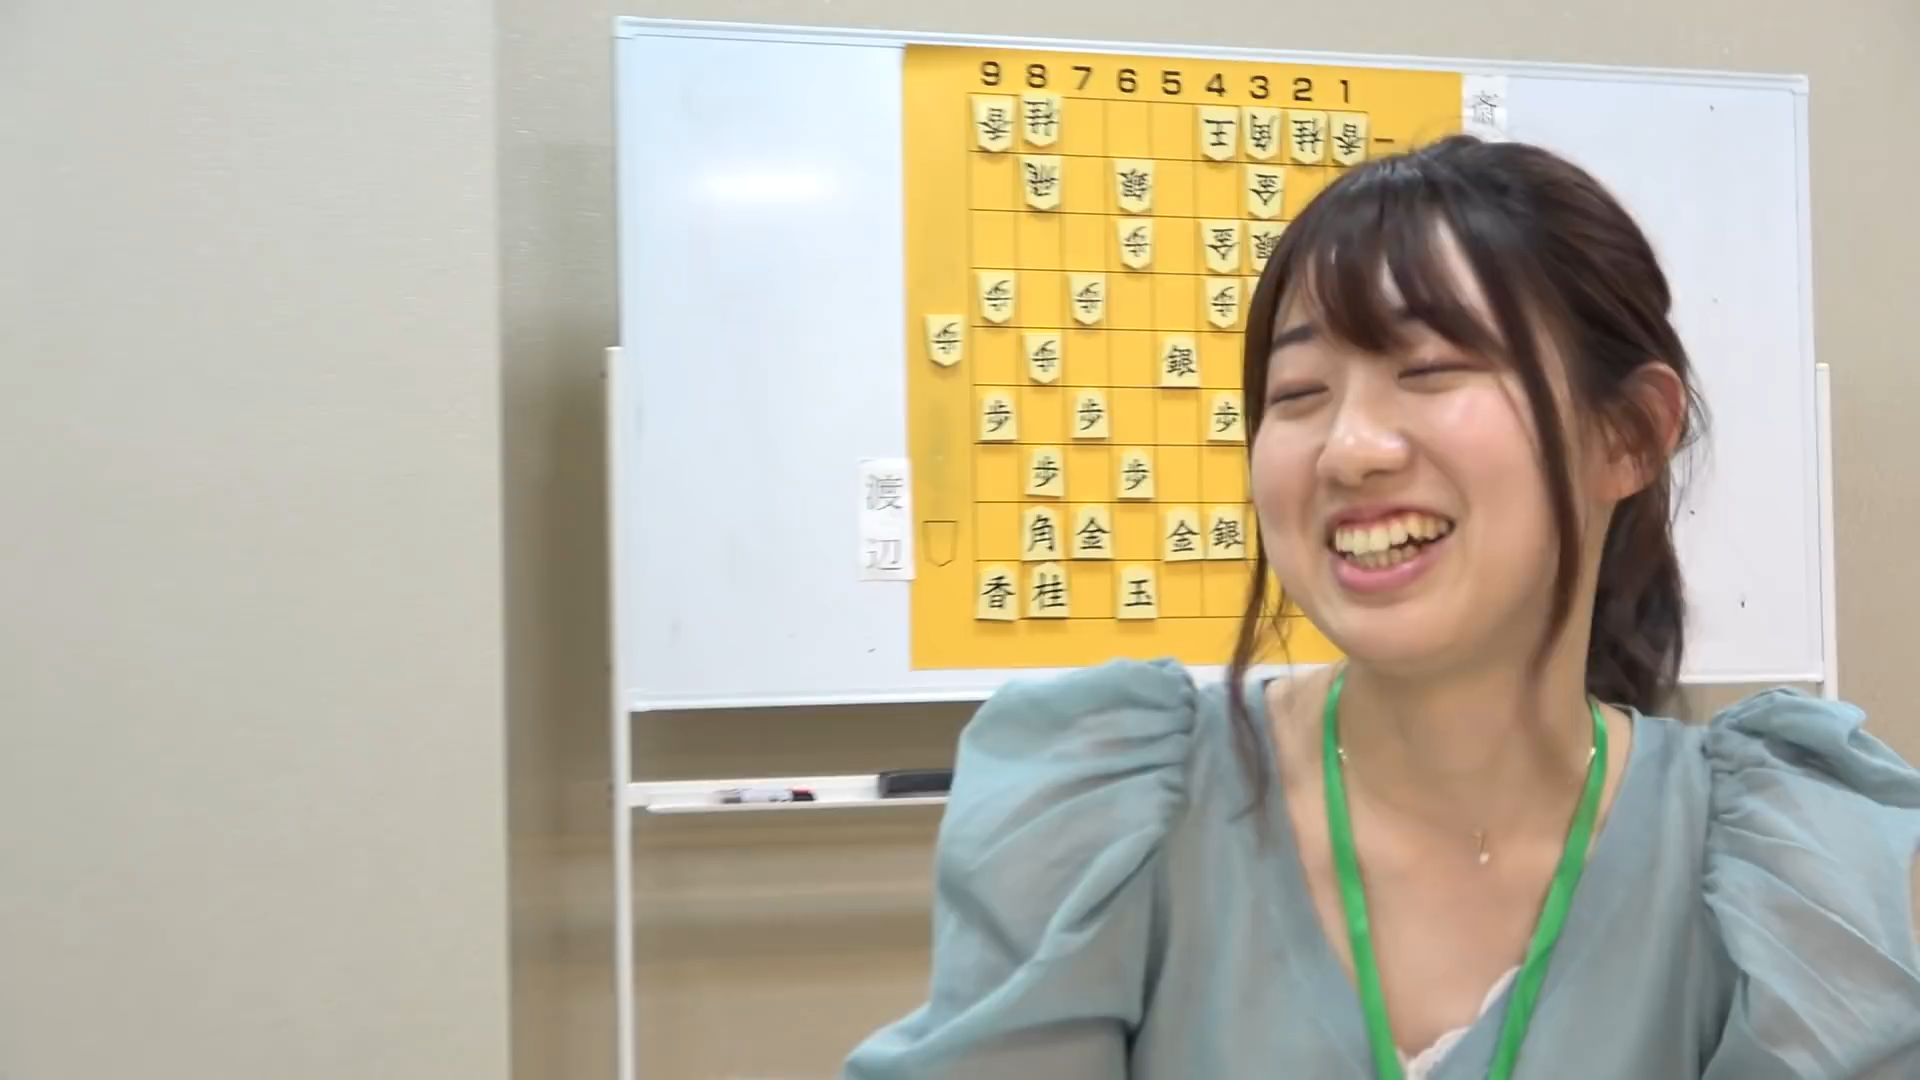 9 8 7 6 5 4 3 2 1
斎
香 桂 王 角 桂 香 一
飛 銀 金
歩 金 銀
歩 歩 歩
歩
歩 銀
歩 歩 歩
歩 歩
渡辺
角 金 金 銀
香 桂 玉